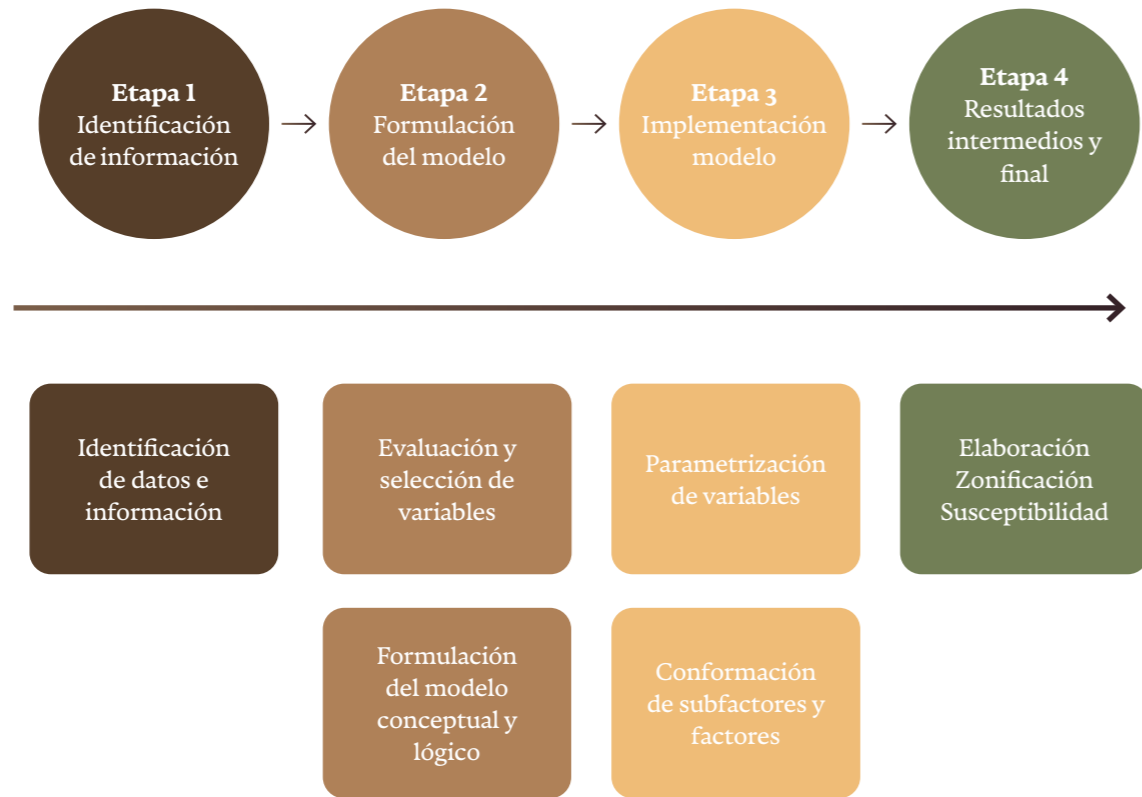 Etapa 1
Identificación
de información
Etapa 2
Formulación
del modelo
Etapa 3
Implementación
modelo
Etapa 4
Resultados
intermedios y
final
Identificación
de datos e
información
Evaluación y
selección de
variables
Parametrización
de variables
Elaboración
Zonificación
Susceptibilidad
Formulación
del modelo
conceptual y
lógico
Conformación
de subfactores y
factores